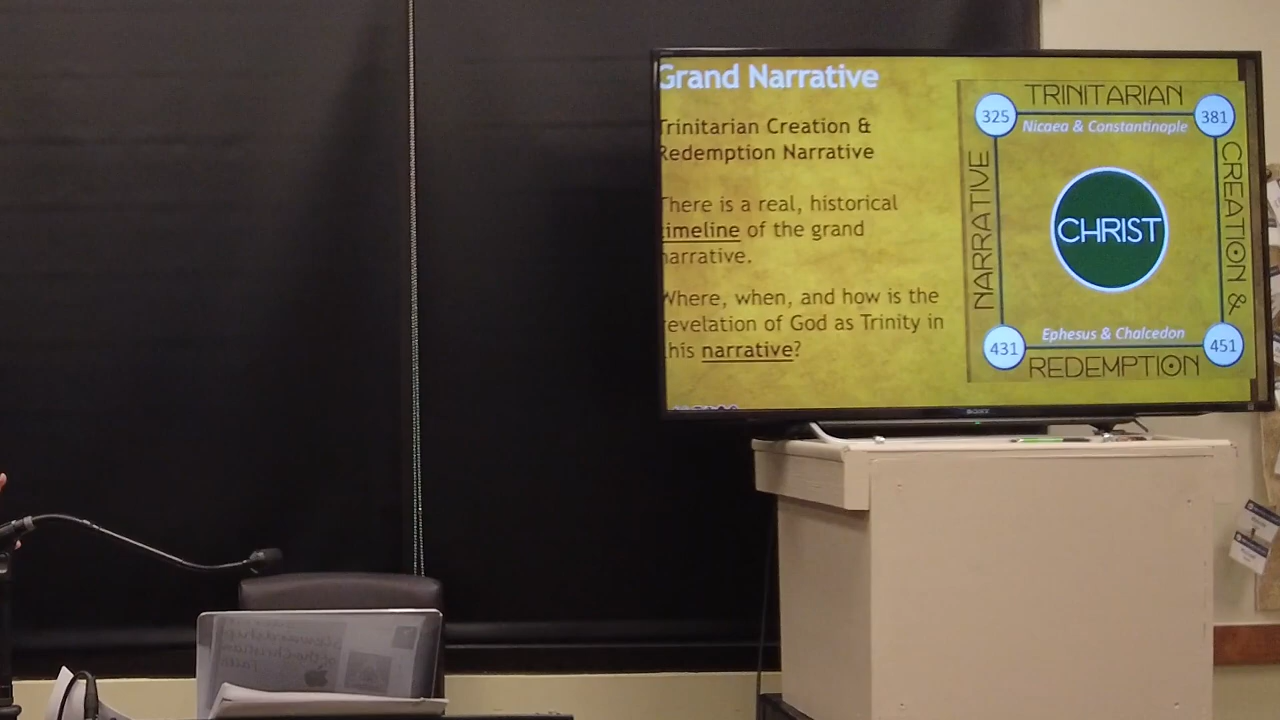 Grand Narrative
Trinitarian Creation &
Redemption Narrative
There is a real, historical
timeline of the grand
narrative.
Where, when, and how is the
revelation of God as Trinity in
this narrative?
TRINITARIAN
325
Nicaea & Constantinople
381
NARRATIVE
CHRIST
CREATION &
431
Ephesus & Chalcedon
451
REDEMPTION
SONY